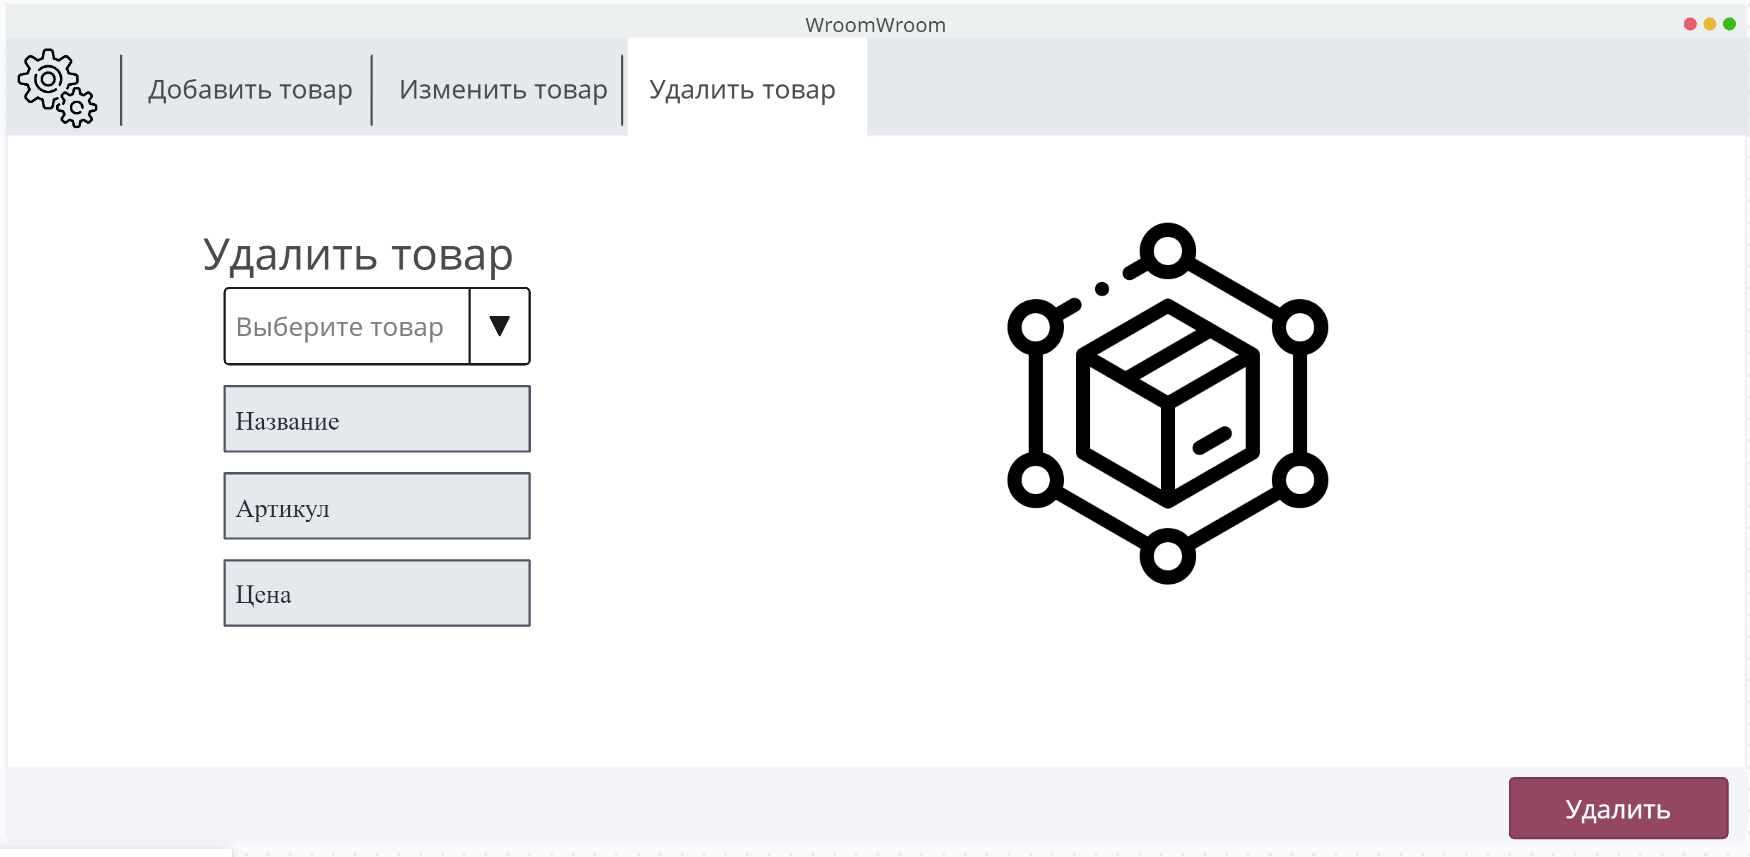 WroomWroom
Добавить товар
Изменить товар
Удалить товар
Удалить товар
Выберите товар
Название
Артикул
Цена
Удалить